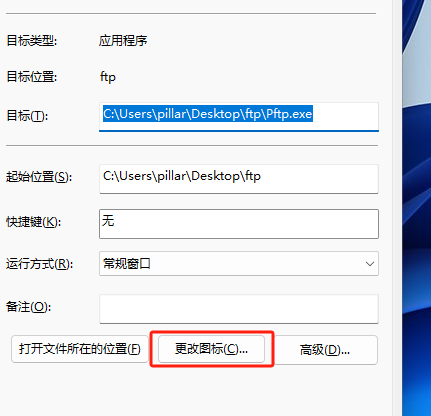 目标类型: 应用程序
目标位置: ftp
目标(T): C:\Users\pillar\Desktop\ftp\Pftp.exe
起始位置(S): C:\Users\pillar\Desktop\ftp
快捷键(K): 无
运行方式(R): 常规窗口
备注(O):
打开文件所在的位置(F) 更改图标(C)... 高级(D)...